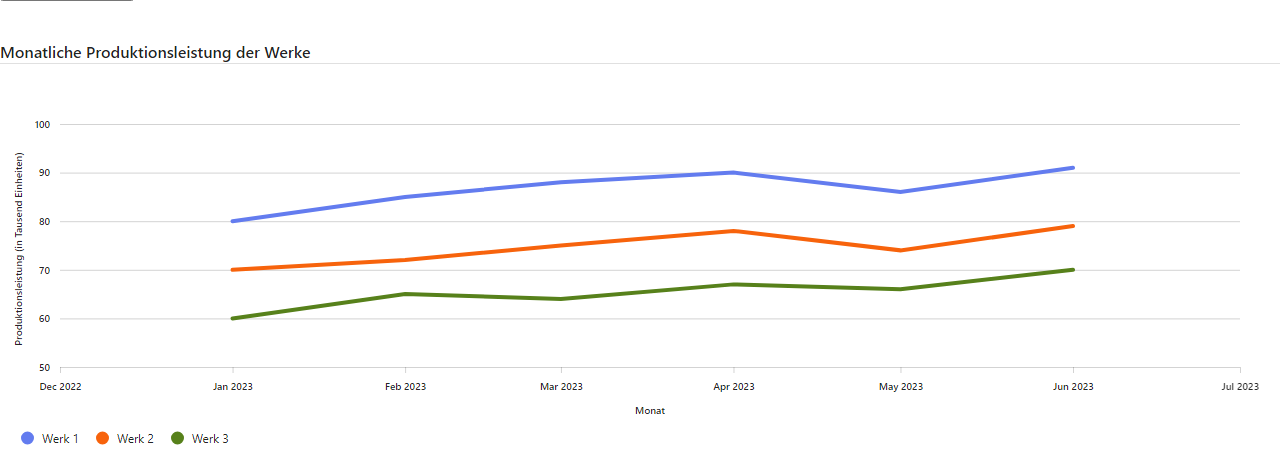 Monatliche Produktionsleistung der Werke
Produktionsleistung (in Tausend Einheiten)
100
90
80
70
60
50
Dec 2022 Jan 2023 Feb 2023 Mar 2023 Apr 2023 May 2023 Jun 2023 Jul 2023
Monat
Werk 1 Werk 2 Werk 3